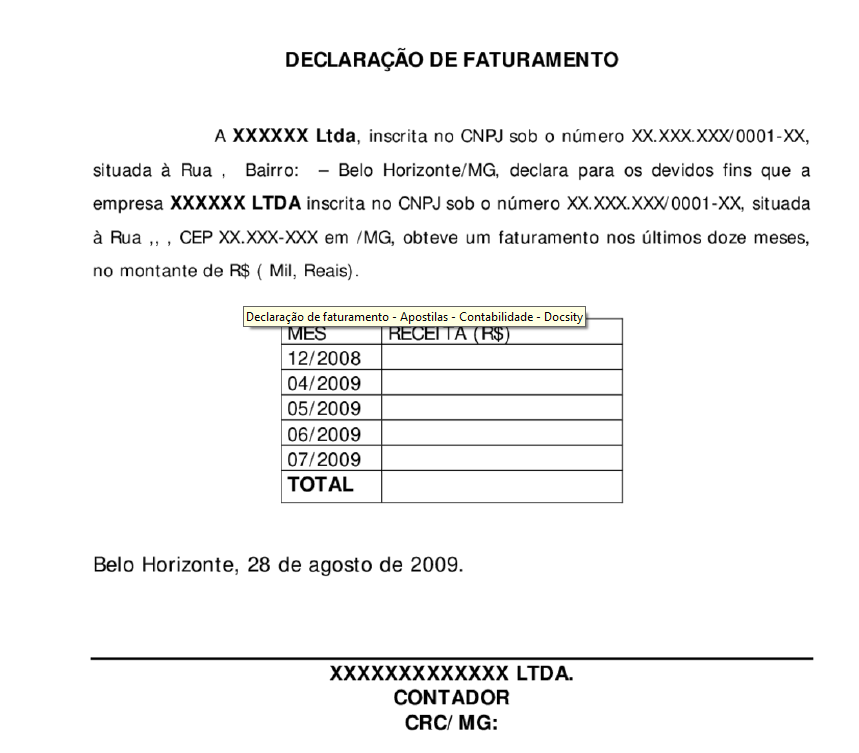 DECLARAÇÃO DE FATURAMENTO
A XXXXXX Ltda, inscrita no CNPJ sob o número XX.XXX.XXX/0001-XX,
situada à Rua , Bairro: – Belo Horizonte/MG, declara para os devidos fins que a
empresa XXXXXX LTDA inscrita no CNPJ sob o número XX.XXX.XXX/0001-XX, situada
à Rua ,, , CEP XX.XXX-XXX em /MG, obteve um faturamento nos últimos doze meses,
no montante de R$ ( Mil, Reais).
Declaração de faturamento - Apostilas - Contabilidade - Docsity
MES RECEITA (R$)
12/2008
04/2009
05/2009
06/2009
07/2009
TOTAL
Belo Horizonte, 28 de agosto de 2009.
XXXXXXXXXXXXX LTDA.
CONTADOR
CRC/ MG: